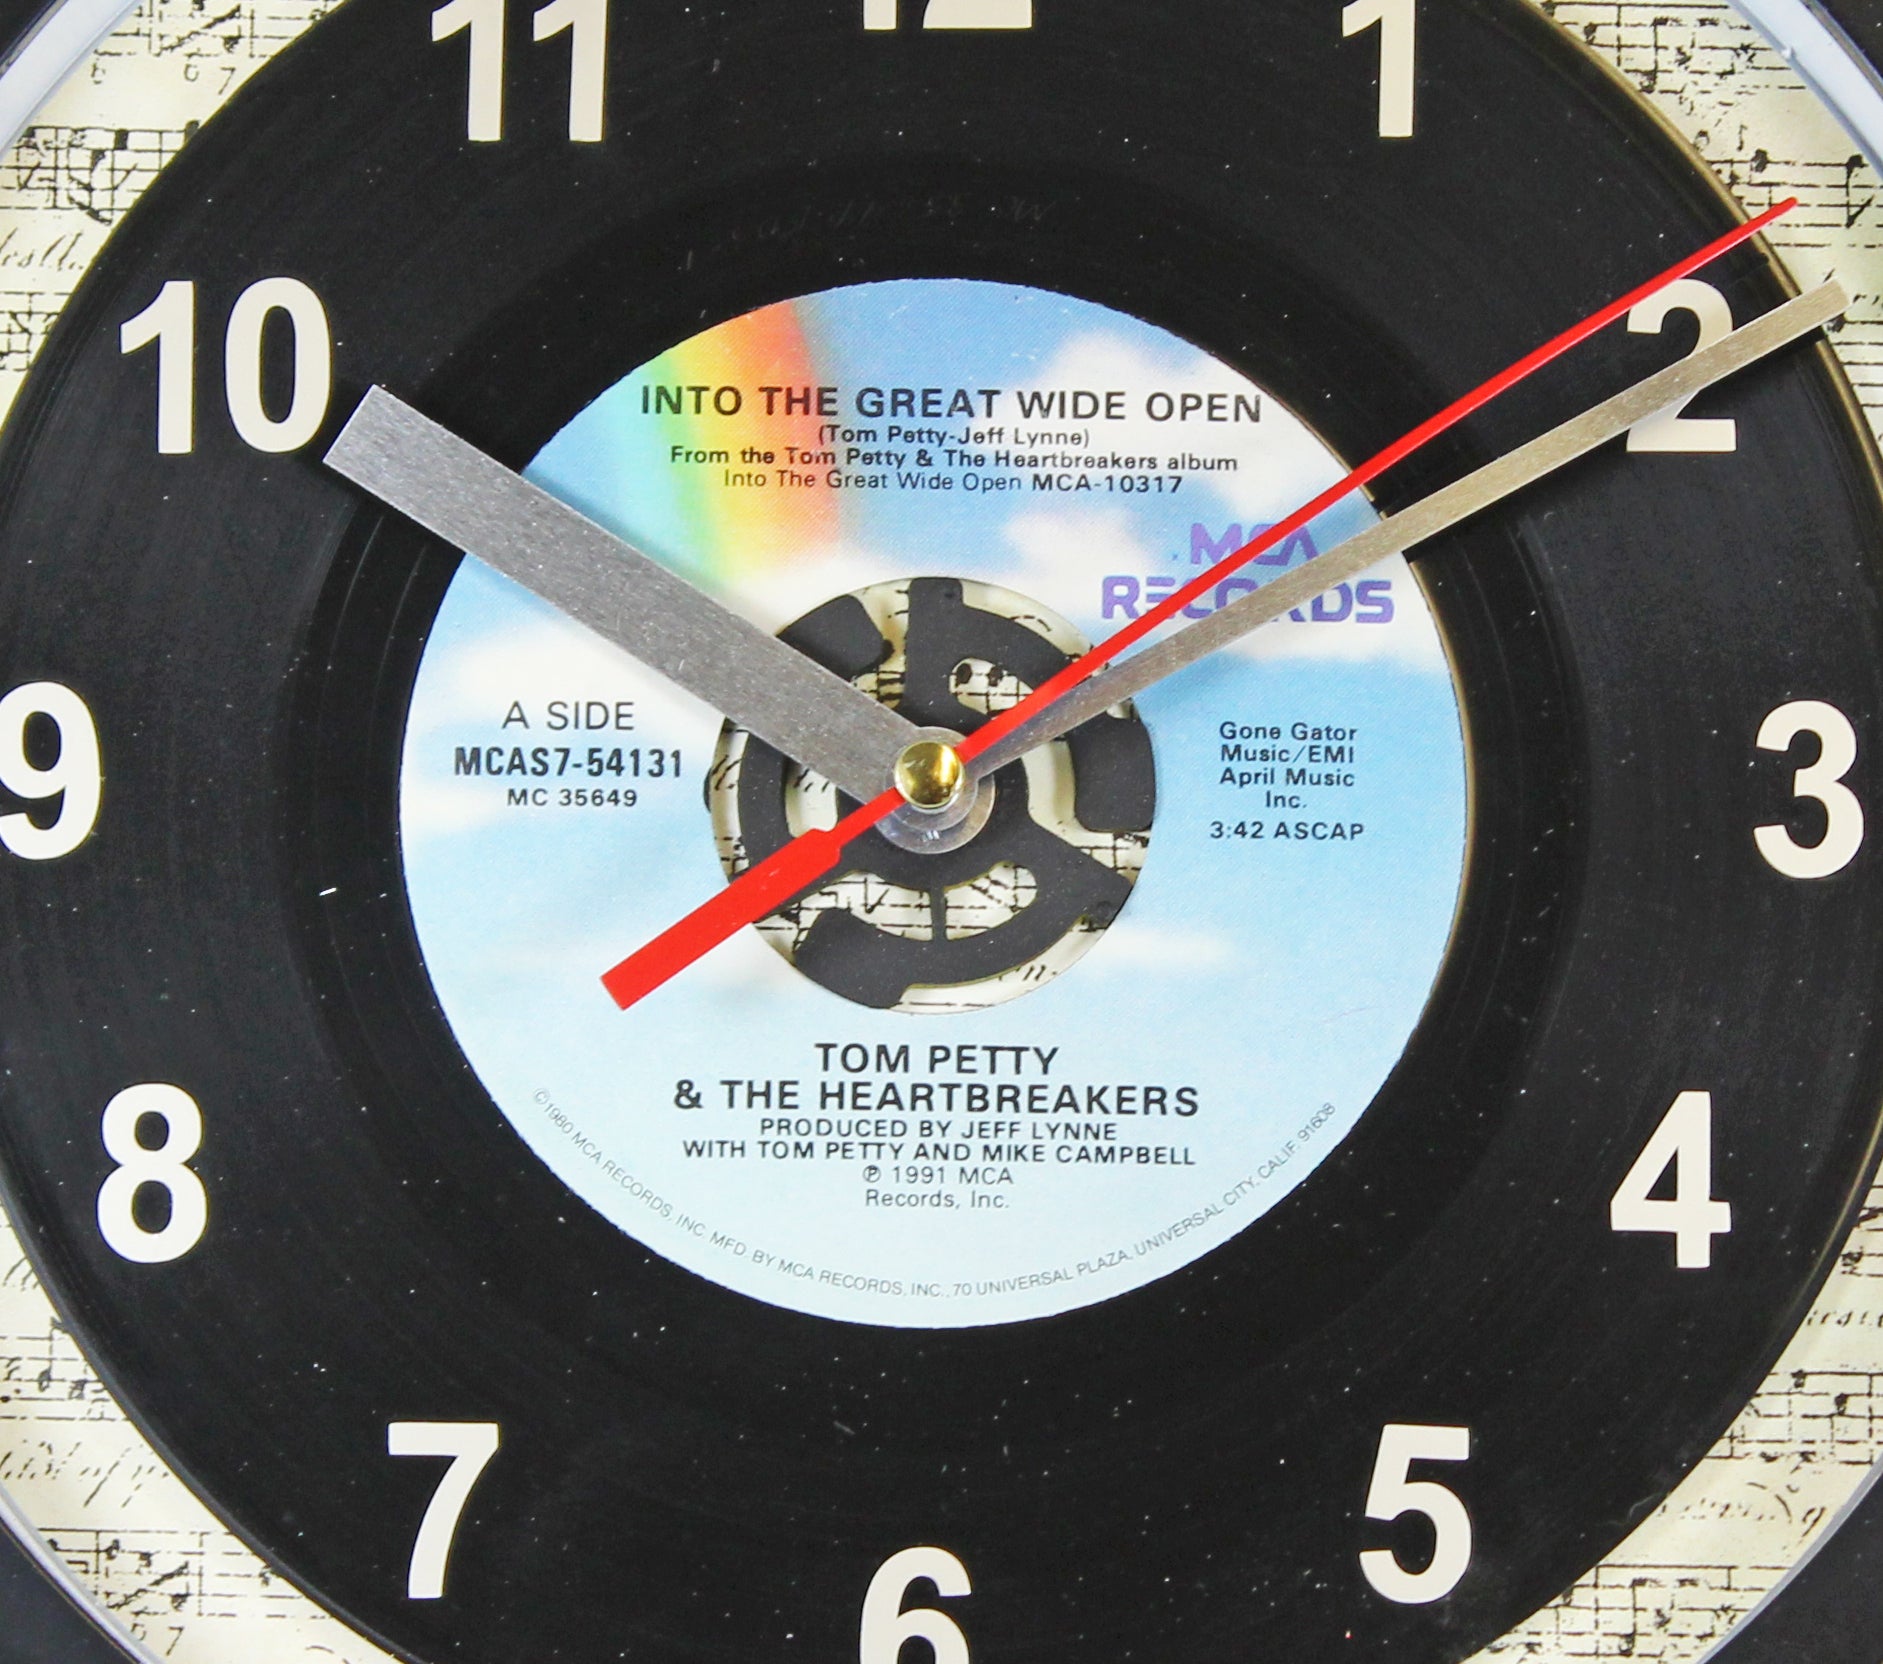 11
12
1
10
2
INTO THE GREAT WIDE OPEN
(Tom Petty-Jeff Lynne)
From the Tom Petty & The Heartbreakers album
Into The Great Wide Open MCA-10317
MCA
RECORDS
9
A SIDE
MCAS7-54131
MC 35649
Gone Gator
Music/EMI
April Music
Inc.
3:42 ASCAP
3
TOM PETTY
& THE HEARTBREAKERS
PRODUCED BY JEFF LYNNE
WITH TOM PETTY AND MIKE CAMPBELL
℗ 1991 MCA
Records, Inc.
©1980 MCA RECORDS, INC. MFD. BY MCA RECORDS, INC., 70 UNIVERSAL PLAZA, UNIVERSAL CITY, CALIF. 91608
8
4
7
5
6